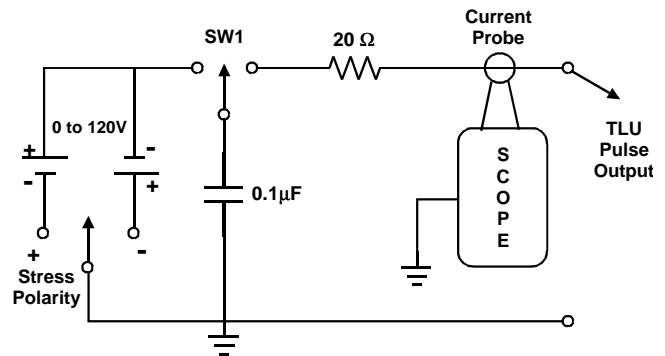 Current
Probe
SW1
20 Ω
0 to 120V
+
-
-
+
TLU
Pulse
Output
S
C
O
P
E
0.1µF
+
-
Stress
Polarity